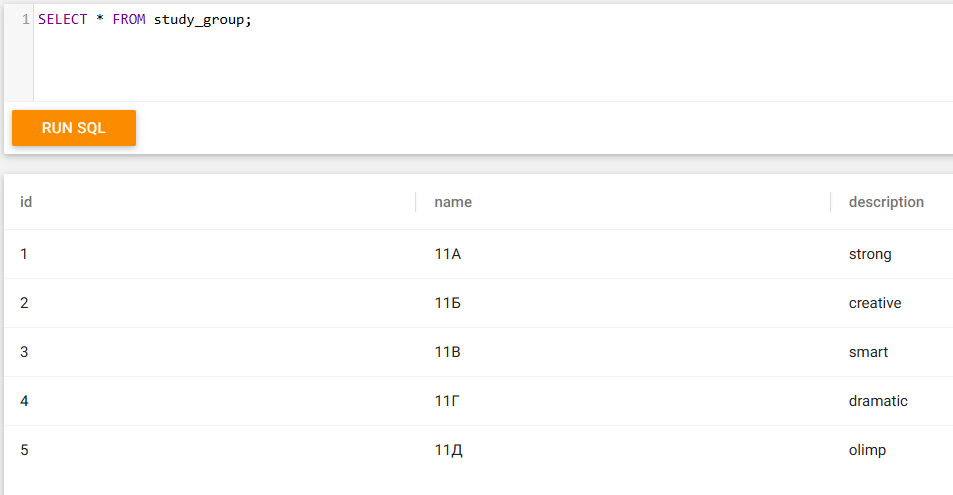 1 SELECT * FROM study_group;
RUN SQL
id name description
1 11А strong
2 11Б creative
3 11В smart
4 11Г dramatic
5 11Д olimp